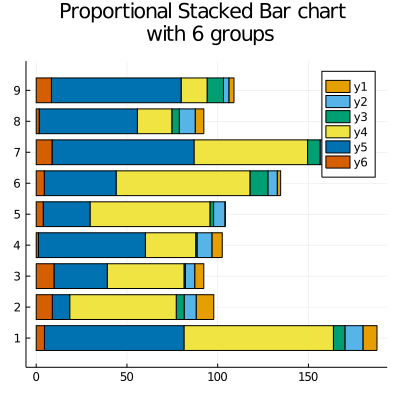 Proportional Stacked Bar chart
with 6 groups
9
8
7
6
5
4
3
2
1
0 50 100 150
y1
y2
y3
y4
y5
y6